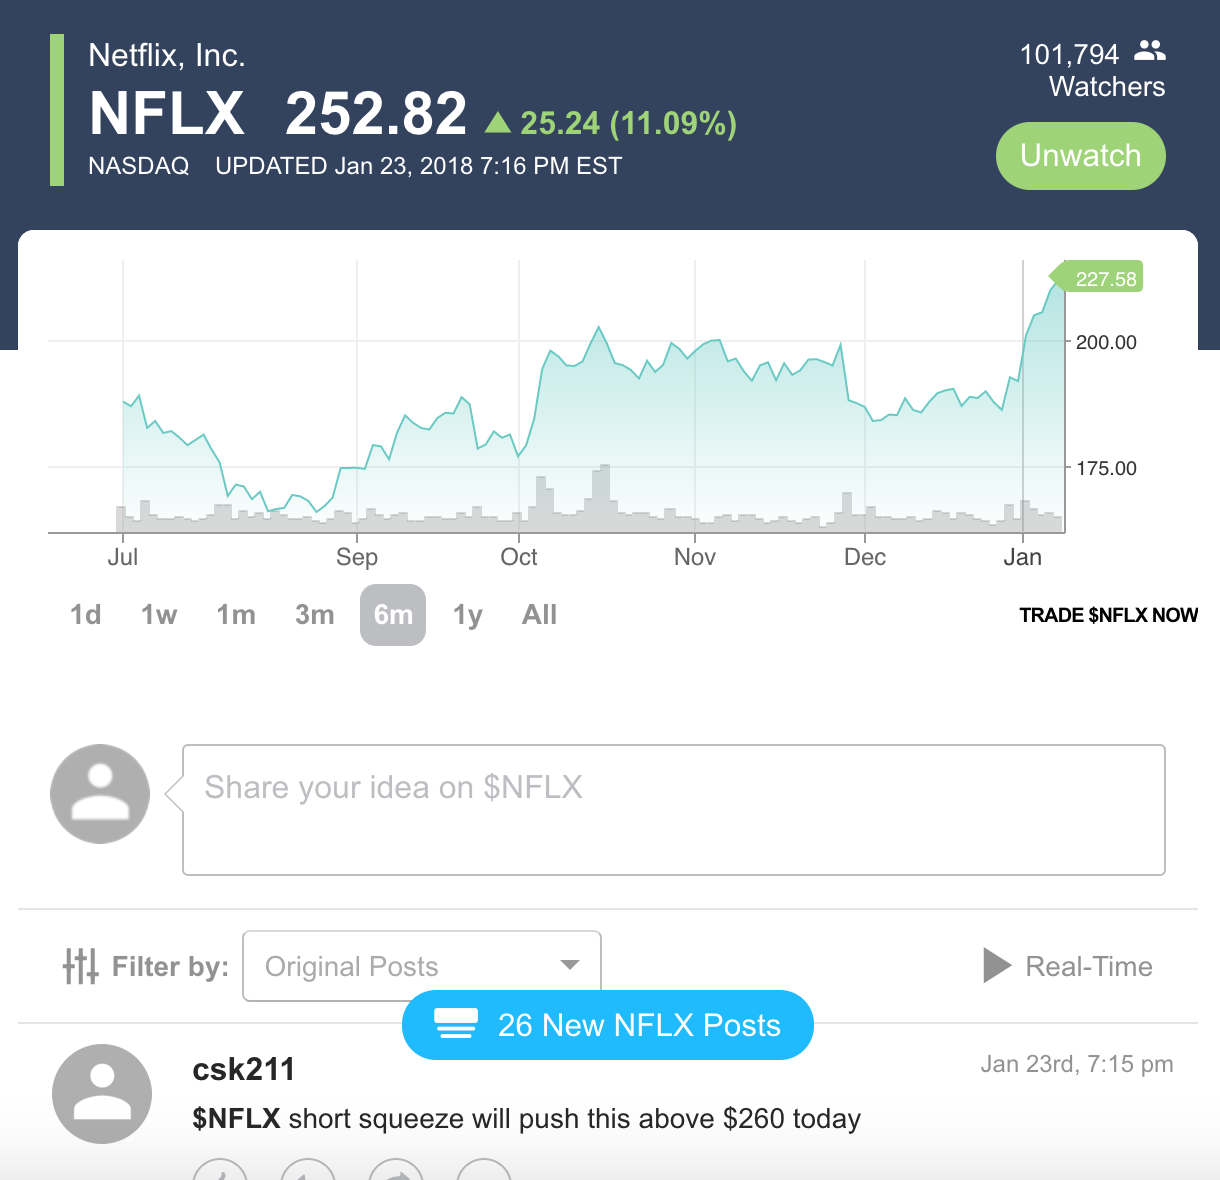 Netflix, Inc.
101,794
Watchers
NFLX 252.82 25.24 (11.09%)
NASDAQ UPDATED Jan 23, 2018 7:16 PM EST
Unwatch
227.58
200.00
175.00
Jul Sep Oct Nov Dec Jan
1d 1w 1m 3m 6m 1y All
TRADE $NFLX NOW
Share your idea on $NFLX
Filter by: Original Posts
Real-Time
26 New NFLX Posts
csk211
Jan 23rd, 7:15 pm
$NFLX short squeeze will push this above $260 today